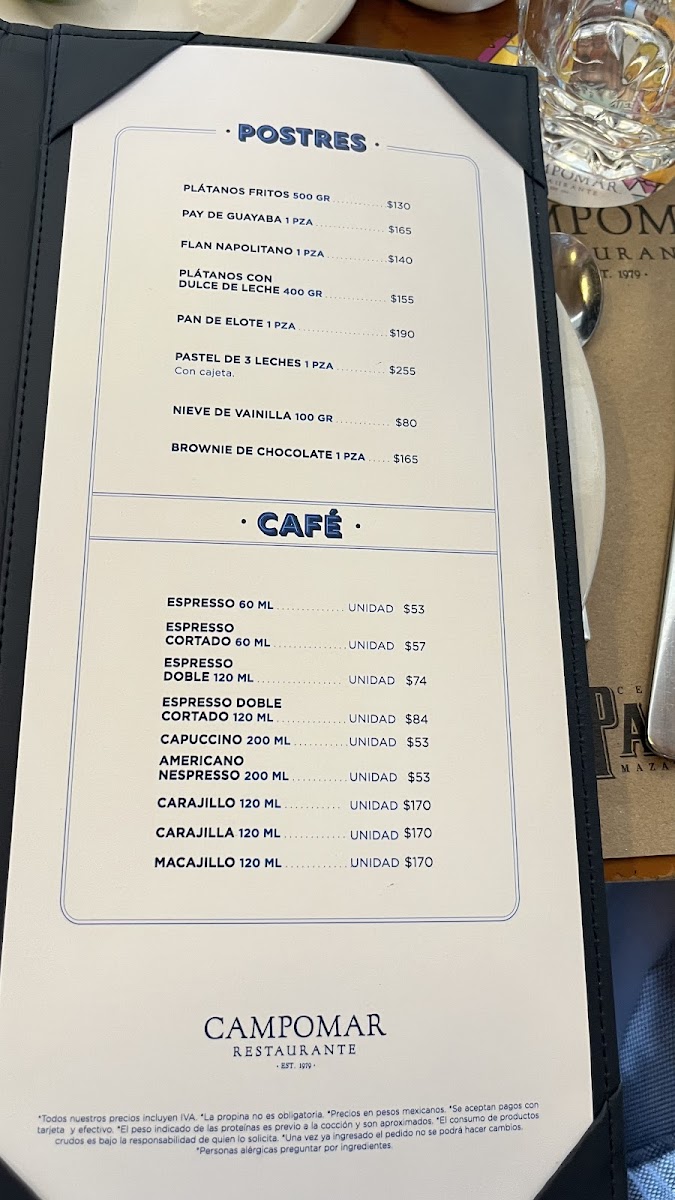 · POSTRES ·
PLÁTANOS FRITOS 500 GR ............ $130
PAY DE GUAYABA 1 PZA ................ $165
FLAN NAPOLITANO 1 PZA ............. $140
PLÁTANOS CON
DULCE DE LECHE 400 GR ............. $155
PAN DE ELOTE 1 PZA ................... $190
PASTEL DE 3 LECHES 1 PZA .......... $255
Con cajeta.
NIEVE DE VAINILLA 100 GR ............ $80
BROWNIE DE CHOCOLATE 1 PZA ..... $165
· CAFÉ ·
ESPRESSO 60 ML .............. UNIDAD $53
ESPRESSO
CORTADO 60 ML ............... UNIDAD $57
ESPRESSO
DOBLE 120 ML .................. UNIDAD $74
ESPRESSO DOBLE
CORTADO 120 ML .............. UNIDAD $84
CAPUCCINO 200 ML ........... UNIDAD $53
AMERICANO
NESPRESSO 200 ML ........... UNIDAD $53
CARAJILLO 120 ML ............ UNIDAD $170
CARAJILLA 120 ML ............. UNIDAD $170
MACAJILLO 120 ML ............ UNIDAD $170
CAMPOMAR
RESTAURANTE
· EST. 1979 ·
*Todos nuestros precios incluyen IVA. *La propina no es obligatoria. *Precios en pesos mexicanos. *Se aceptan pagos con
tarjeta y efectivo. *El peso indicado de las proteínas es previo a la cocción y son aproximados. *El consumo de productos
crudos es bajo la responsabilidad de quien lo solicita. *Una vez ya ingresado el pedido no se podrá hacer cambios.
*Personas alérgicas preguntar por ingredientes.
MPOMAR
MPOM
URAN
T. 1979 ·
CE
PA
MAZA